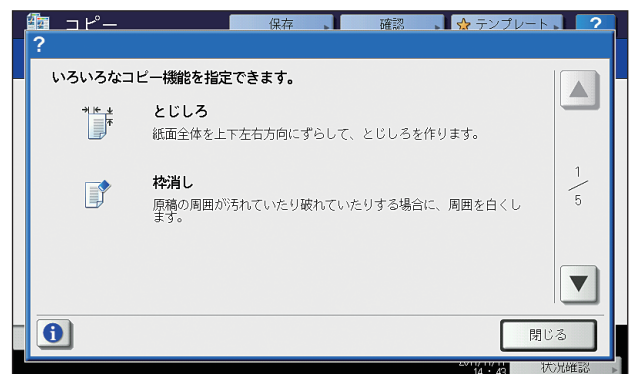 コピー
保存
確認
テンプレート
?
?
いろいろなコピー機能を指定できます。
とじしろ
紙面全体を上下左右方向にずらして、とじしろを作ります。
枠消し
原稿の周囲が汚れていたり破れていたりする場合に、周囲を白くし
ます。
1
5
閉じる
14:43
状況確認